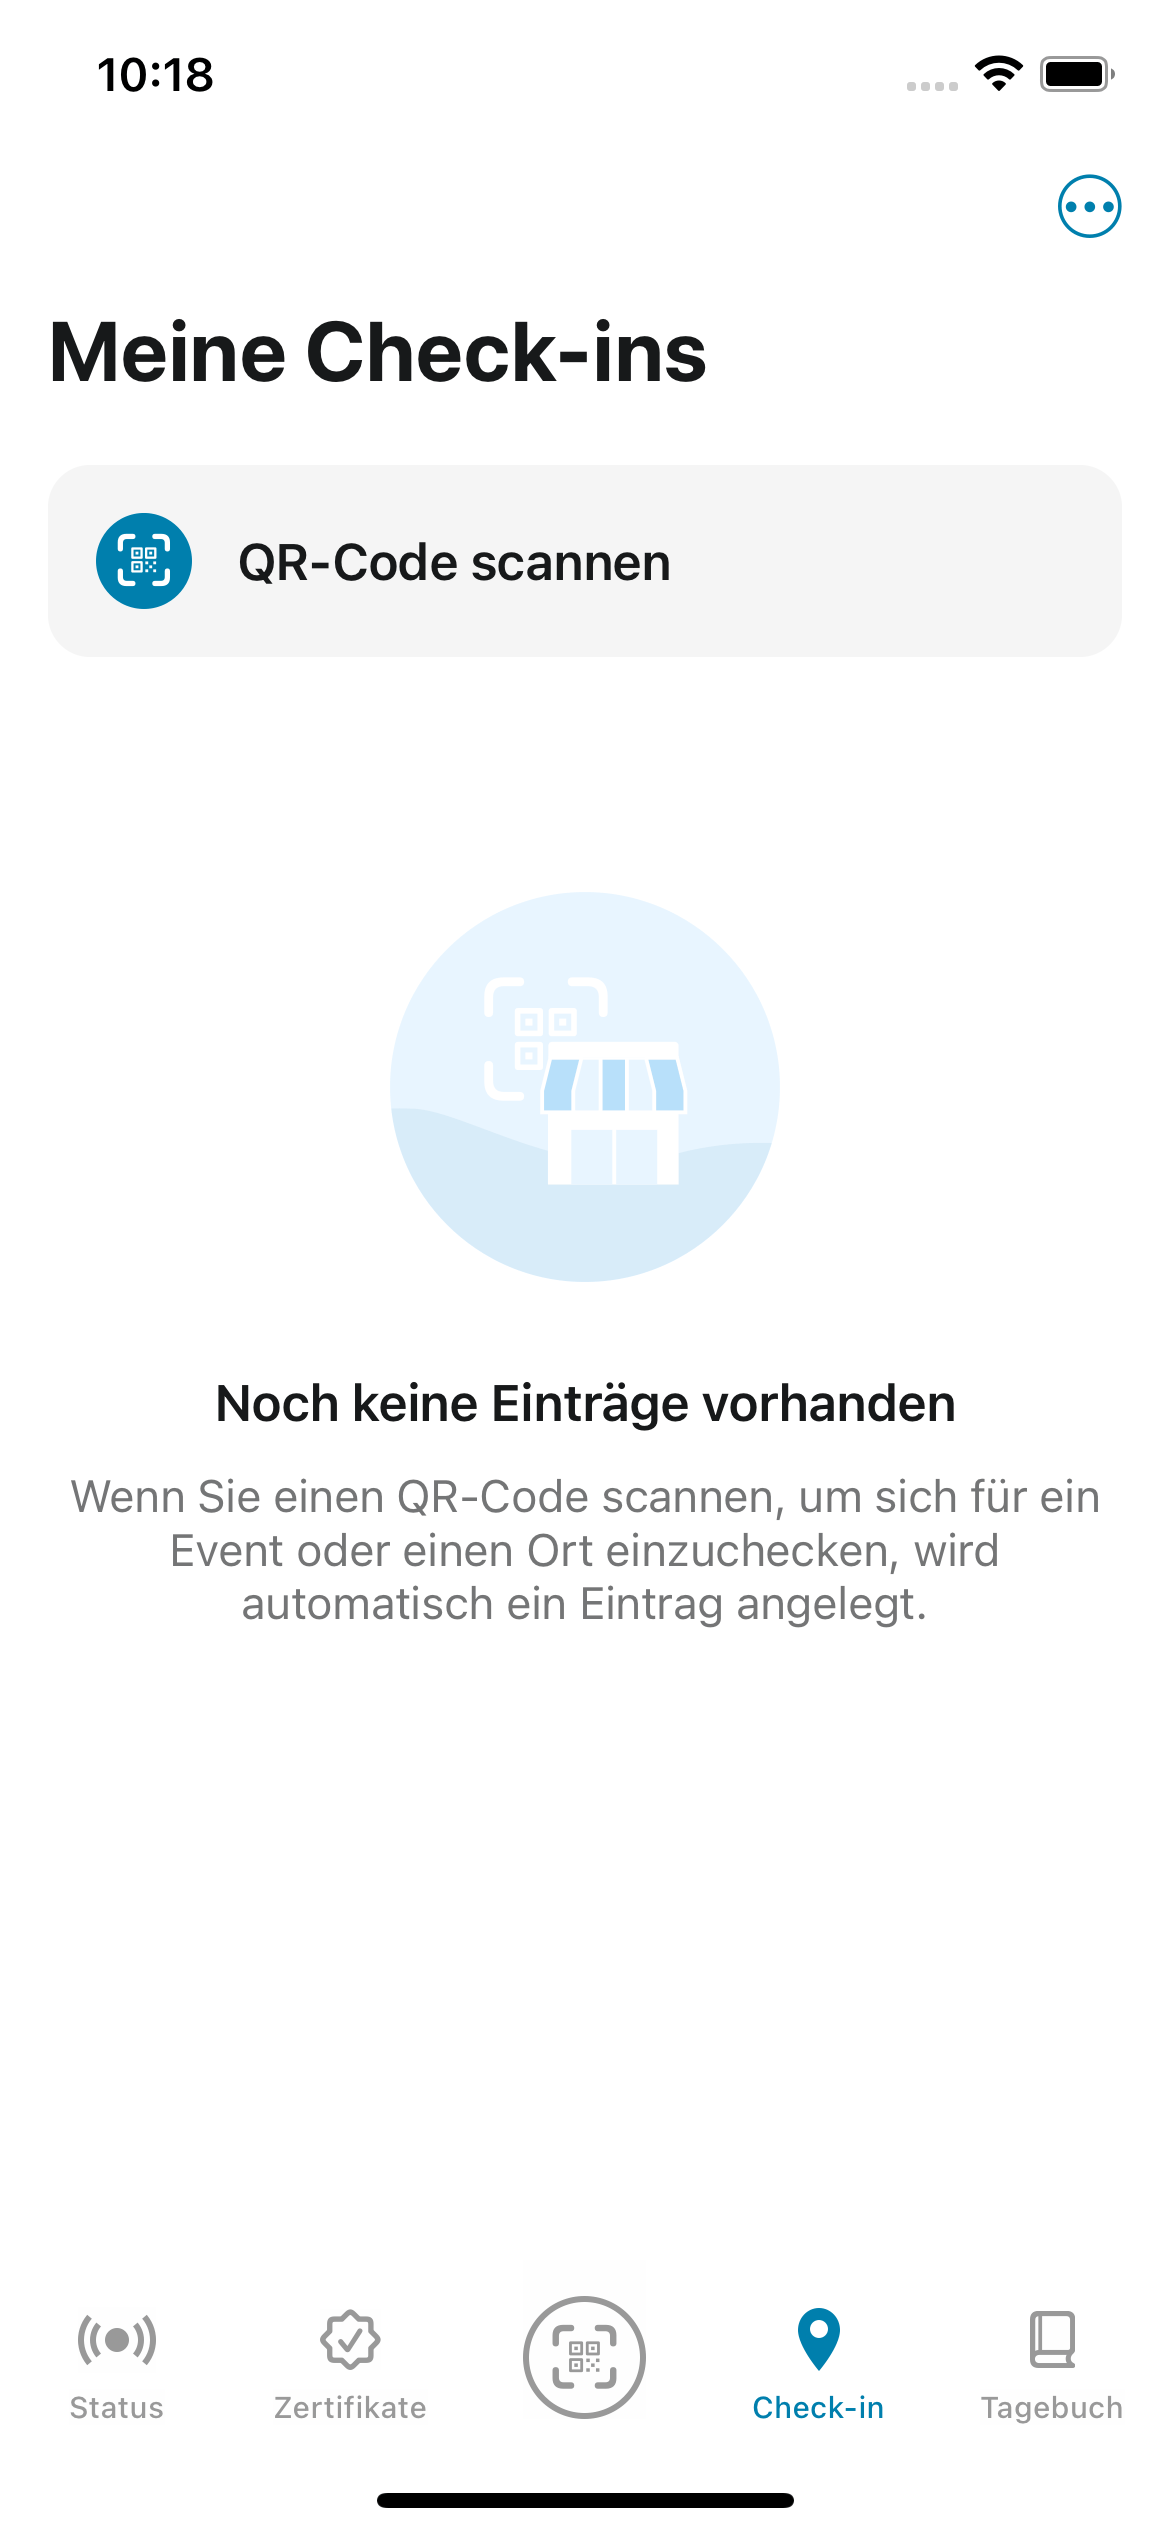 10:18
Meine Check-ins
QR-Code scannen
Noch keine Einträge vorhanden
Wenn Sie einen QR-Code scannen, um sich für ein
Event oder einen Ort einzuchecken, wird
automatisch ein Eintrag angelegt.
Status
Zertifikate
Check-in
Tagebuch